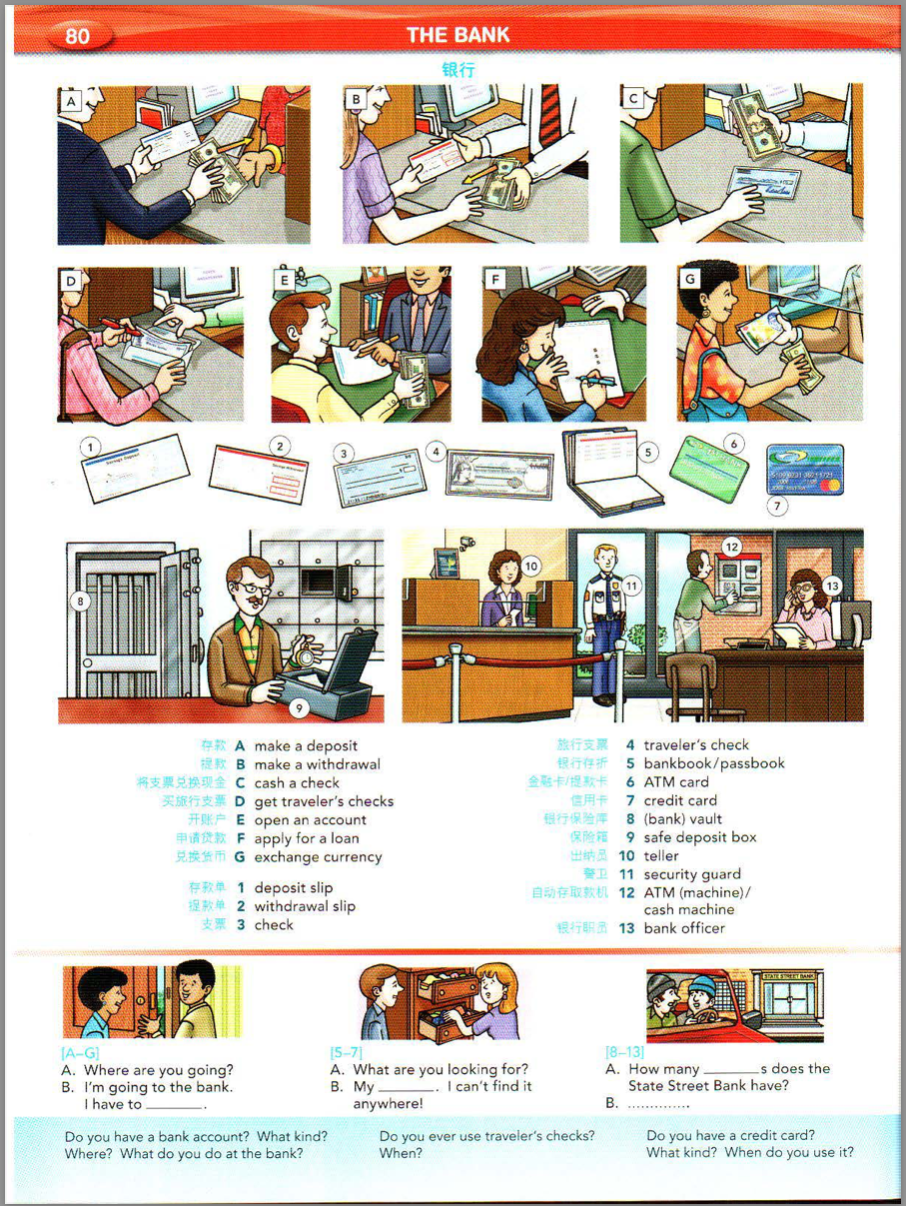 80
THE BANK
银行
A
B
C
D
E
F
G
1
2
3
4
5
6
7
8
9
10
11
12
13
存款 A make a deposit
提款 B make a withdrawal
将支票兑换现金 C cash a check
买旅行支票 D get traveler's checks
开账户 E open an account
申请贷款 F apply for a loan
兑换货币 G exchange currency
存款单 1 deposit slip
提款单 2 withdrawal slip
支票 3 check
旅行支票 4 traveler's check
银行存折 5 bankbook/passbook
金融卡/提款卡 6 ATM card
信用卡 7 credit card
银行保险库 8 (bank) vault
保险箱 9 safe deposit box
出纳员 10 teller
警卫 11 security guard
自动存取款机 12 ATM (machine)/
cash machine
银行职员 13 bank officer
STATE STREET BANK
[A–G]
A. Where are you going?
B. I'm going to the bank.
I have to ________.
[5–7]
A. What are you looking for?
B. My ________. I can't find it
anywhere!
[8–13]
A. How many ________s does the
State Street Bank have?
B. ..............
Do you have a bank account? What kind?
Where? What do you do at the bank?
Do you ever use traveler's checks?
When?
Do you have a credit card?
What kind? When do you use it?